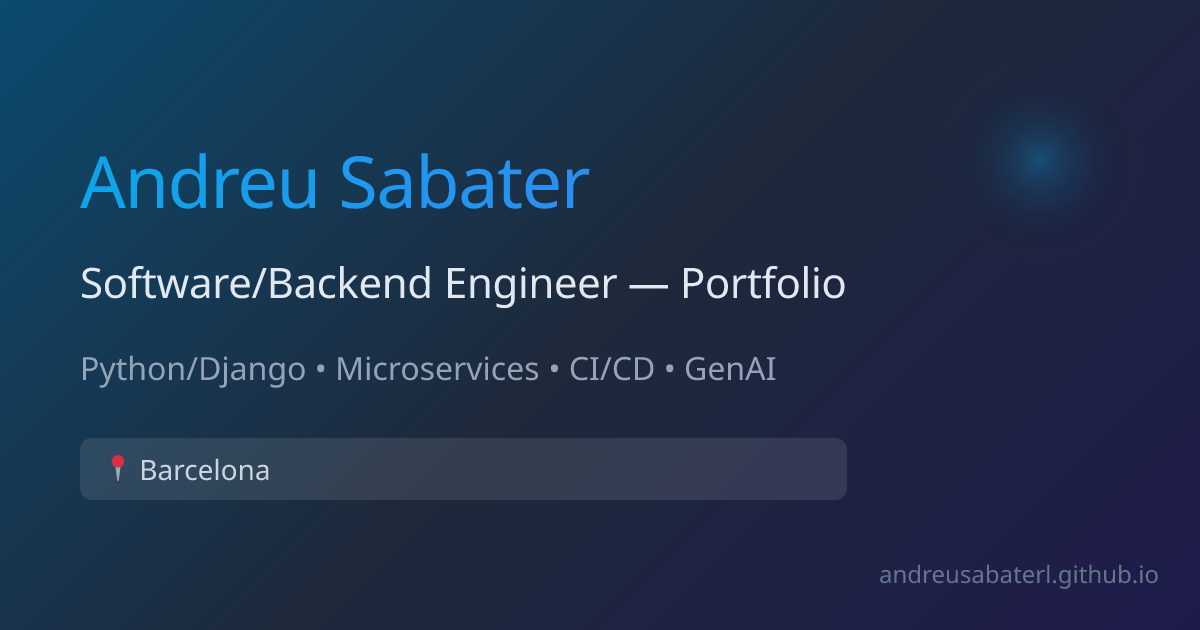 Andreu Sabater
Software/Backend Engineer — Portfolio
Python/Django • Microservices • CI/CD • GenAI
📍 Barcelona
andreusabaterl.github.io